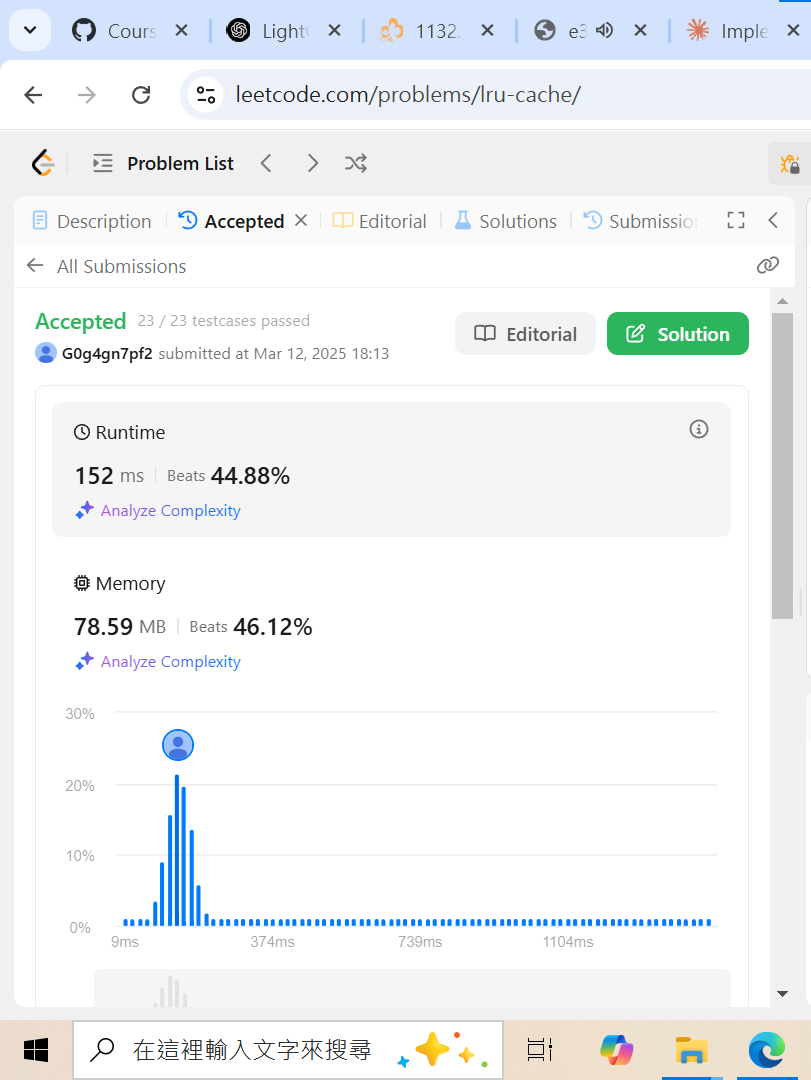 Cours
Light
1132.
e3
Imple
leetcode.com/problems/lru-cache/
Problem List
Description
Accepted
Editorial
Solutions
Submissio
All Submissions
Accepted 23 / 23 testcases passed
G0g4gn7pf2 submitted at Mar 12, 2025 18:13
Editorial
Solution
Runtime
152 ms Beats 44.88%
Analyze Complexity
Memory
78.59 MB Beats 46.12%
Analyze Complexity
30%
20%
10%
0%
9ms 374ms 739ms 1104ms
在這裡輸入文字來搜尋